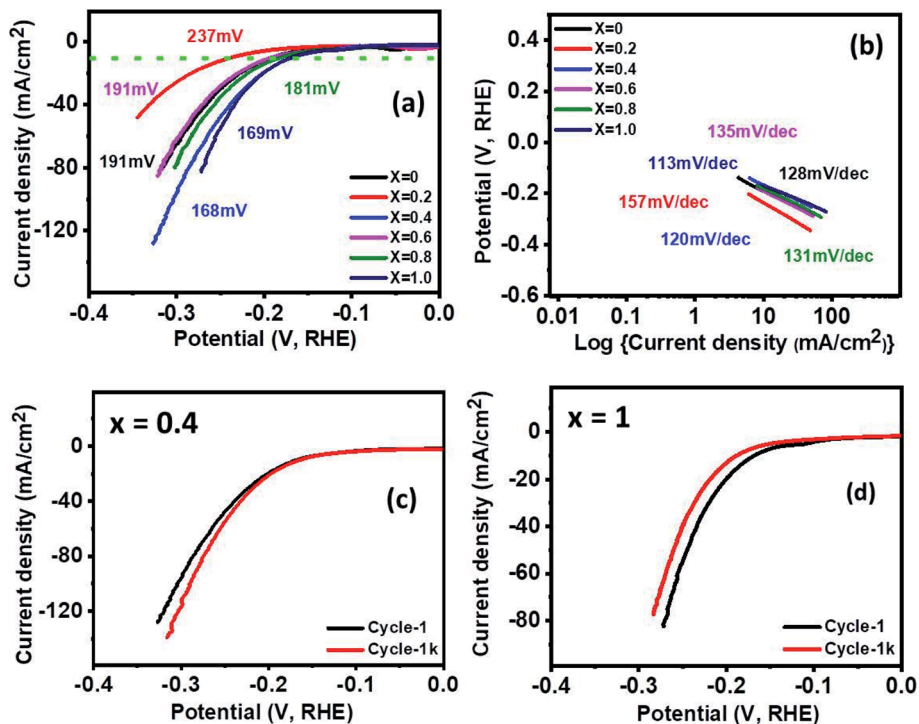 (a)
237mV
191mV
181mV
169mV
191mV
168mV
X=0
X=0.2
X=0.4
X=0.6
X=0.8
X=1.0
Current density (mA/cm²)
0
-40
-80
-120
-0.4
-0.3
-0.2
-0.1
0.0
Potential (V, RHE)
(b)
X=0
X=0.2
X=0.4
X=0.6
X=0.8
X=1.0
135mV/dec
113mV/dec
128mV/dec
157mV/dec
120mV/dec
131mV/dec
Potential (V, RHE)
0.4
0.2
0.0
-0.2
-0.4
-0.6
0.01
0.1
1
10
100
Log {Current density (mA/cm²)}
x = 0.4
(c)
Cycle-1
Cycle-1k
Current density (mA/cm²)
0
-40
-80
-120
-0.4
-0.3
-0.2
-0.1
0.0
Potential (V, RHE)
x = 1
(d)
Cycle-1
Cycle-1k
Current density (mA/cm²)
0
-20
-40
-60
-80
-0.4
-0.3
-0.2
-0.1
0.0
Potential (V, RHE)